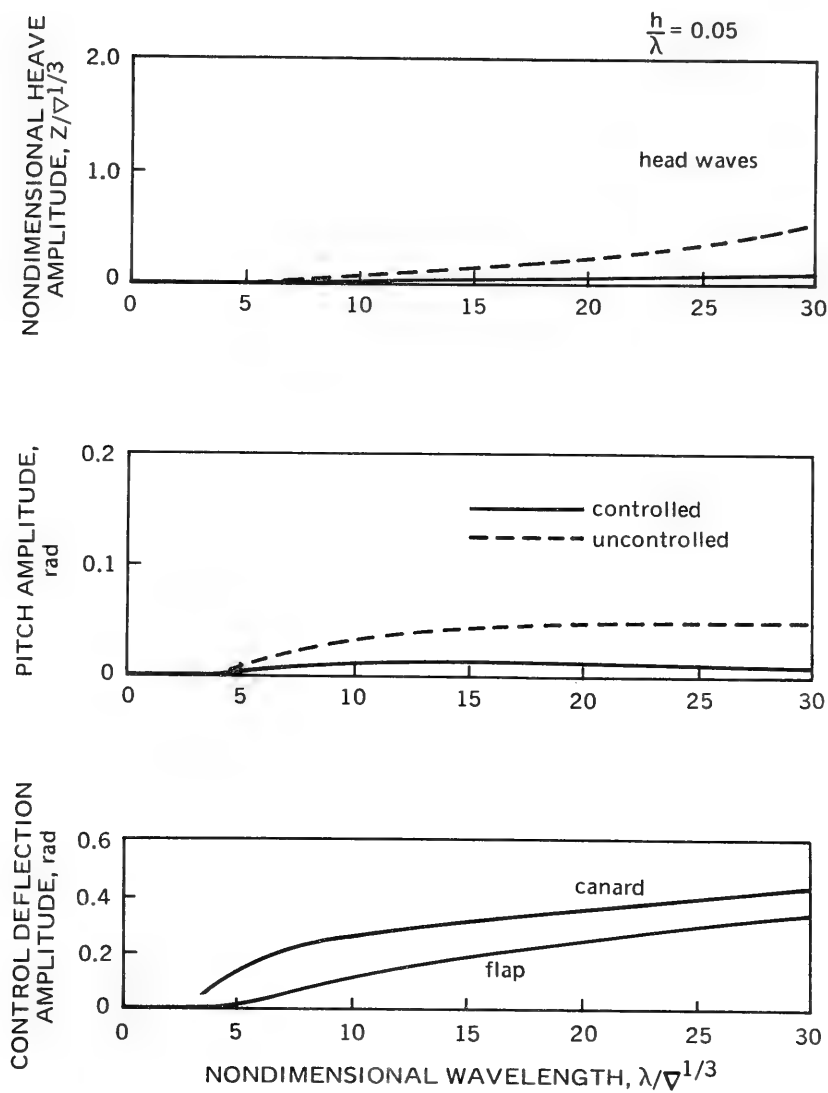 h/λ = 0.05
NONDIMENSIONAL HEAVE
AMPLITUDE, Z/∇1/3
2.0
1.0
0
head waves
0 5 10 15 20 25 30
PITCH AMPLITUDE,
rad
0.2
0.1
0
controlled
uncontrolled
0 5 10 15 20 25 30
CONTROL DEFLECTION
AMPLITUDE, rad
0.6
0.4
0.2
0
canard
flap
0 5 10 15 20 25 30
NONDIMENSIONAL WAVELENGTH, λ/∇1/3